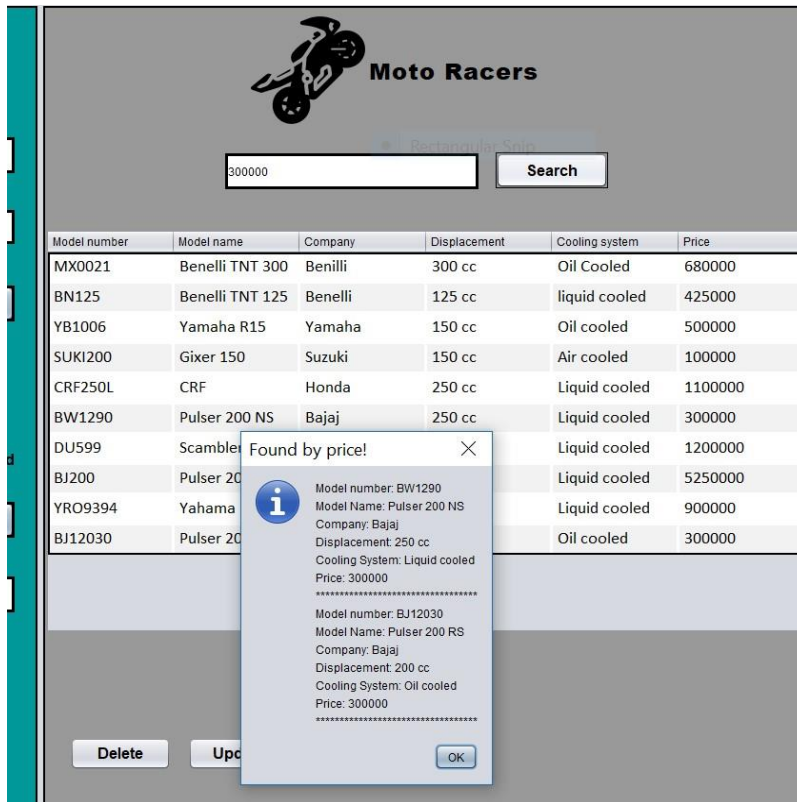 Moto Racers
Rectangular Snip
300000 Search
Model number Model name Company Displacement Cooling system Price
MX0021 Benelli TNT 300 Benilli 300 cc Oil Cooled 680000
BN125 Benelli TNT 125 Benelli 125 cc liquid cooled 425000
YB1006 Yamaha R15 Yamaha 150 cc Oil cooled 500000
SUKI200 Gixer 150 Suzuki 150 cc Air cooled 100000
CRF250L CRF Honda 250 cc Liquid cooled 1100000
BW1290 Pulser 200 NS Bajaj 250 cc Liquid cooled 300000
DU599 Liquid cooled 1200000
BJ200 Pulser Liquid cooled 5250000
YRO9394 Yahama Liquid cooled 900000
BJ12030 Pulser Oil cooled 300000
Found by price!
Model number: BW1290
Model Name: Pulser 200 NS
Company: Bajaj
Displacement: 250 cc
Cooling System: Liquid cooled
Price: 300000
**********************************
Model number: BJ12030
Model Name: Pulser 200 RS
Company: Bajaj
Displacement: 200 cc
Cooling System: Oil cooled
Price: 300000
**********************************
OK
Delete